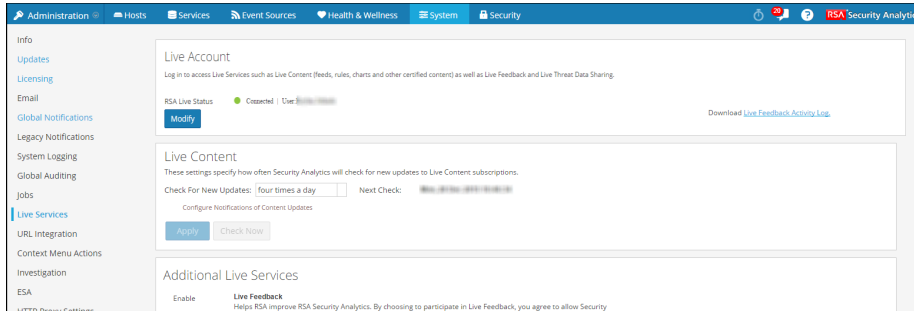 Administration Hosts Services Event Sources Health & Wellness System Security 20 ? RSA Security Analytic
Info
Updates
Licensing
Email
Global Notifications
Legacy Notifications
System Logging
Global Auditing
Jobs
Live Services
URL Integration
Context Menu Actions
Investigation
ESA
HTTP Proxy Settings
Live Account
Log in to access Live Services such as Live Content (feeds, rules, charts and other certified content) as well as Live Feedback and Live Threat Data Sharing.
RSA Live Status Connected | User:
Modify
Download Live Feedback Activity Log.
Live Content
These settings specify how often Security Analytics will check for new updates to Live Content subscriptions.
Check For New Updates: four times a day Next Check:
Configure Notifications of Content Updates
Apply Check Now
Additional Live Services
Enable Live Feedback
Helps RSA improve RSA Security Analytics. By choosing to participate in Live Feedback, you agree to allow Security